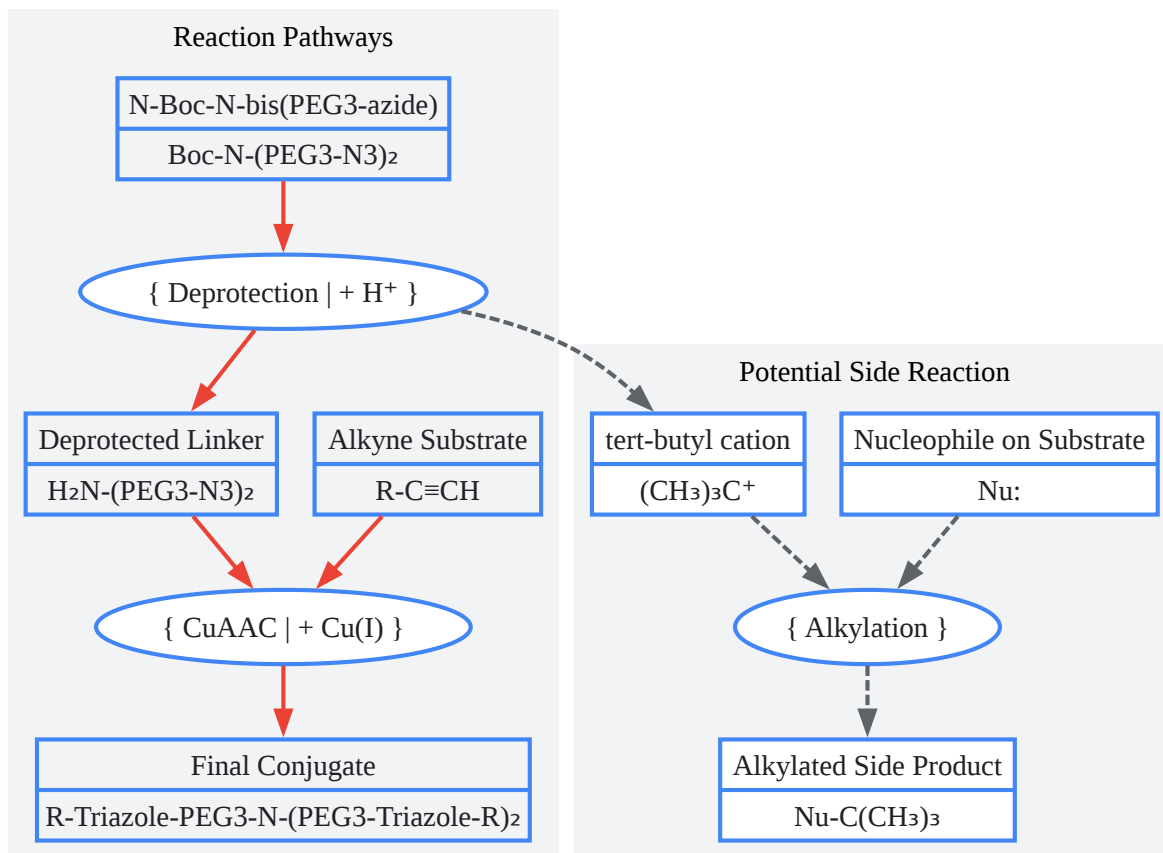 Reaction Pathways
N-Boc-N-bis(PEG3-azide)
Boc-N-(PEG3-N3)₂
{ Deprotection | + H⁺ }
Potential Side Reaction
Deprotected Linker
H₂N-(PEG3-N3)₂
Alkyne Substrate
R-C≡CH
tert-butyl cation
(CH₃)₃C⁺
Nucleophile on Substrate
Nu:
{ CuAAC | + Cu(I) }
{ Alkylation }
Final Conjugate
R-Triazole-PEG3-N-(PEG3-Triazole-R)₂
Alkylated Side Product
Nu-C(CH₃)₃